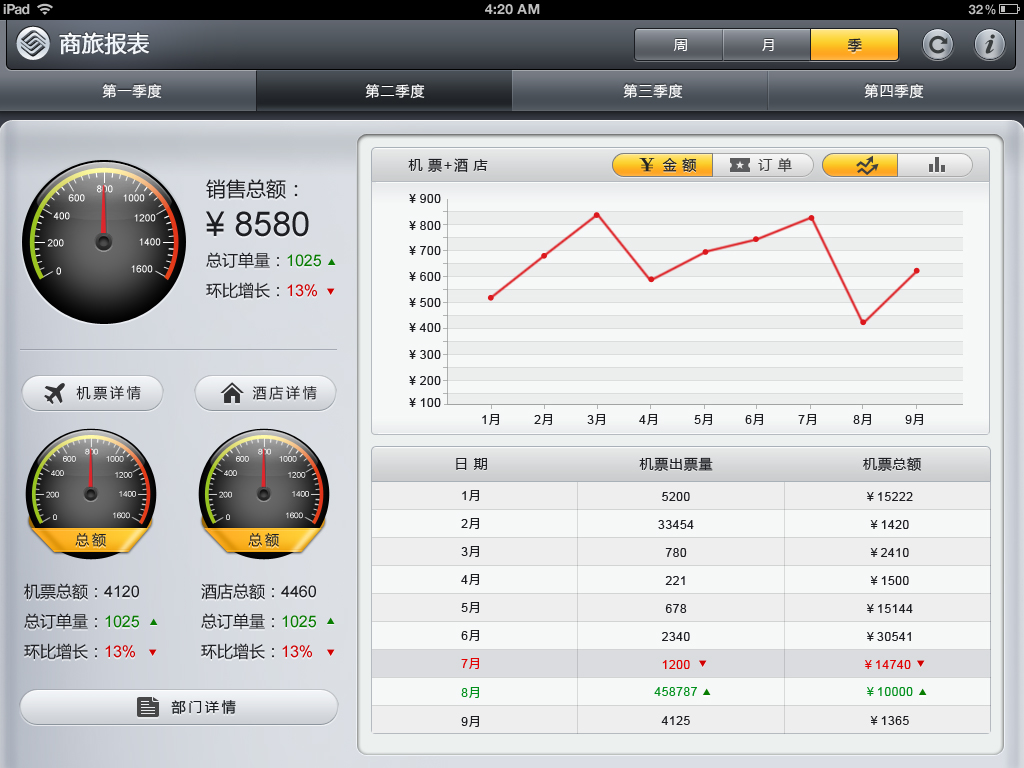 iPad 4:20 AM 32%
商旅报表 周 月 季
第一季度 第二季度 第三季度 第四季度
0 200 400 600 800 1000 1200 1400 1600
销售总额：
¥ 8580
总订单量：1025
环比增长：13%
机票详情 酒店详情
0 200 400 600 800 1000 1200 1400 1600
总额
0 200 400 600 800 1000 1200 1400 1600
总额
机票总额：4120
总订单量：1025
环比增长：13%
酒店总额：4460
总订单量：1025
环比增长：13%
部门详情
机票+酒店 ¥ 金额 订单
¥900
¥800
¥700
¥600
¥500
¥400
¥300
¥200
¥100
1月 2月 3月 4月 5月 6月 7月 8月 9月
日期 机票出票量 机票总额
1月 5200 ¥15222
2月 33454 ¥1420
3月 780 ¥2410
4月 221 ¥1500
5月 678 ¥15144
6月 2340 ¥30541
7月 1200 ¥14740
8月 458787 ¥10000
9月 4125 ¥1365